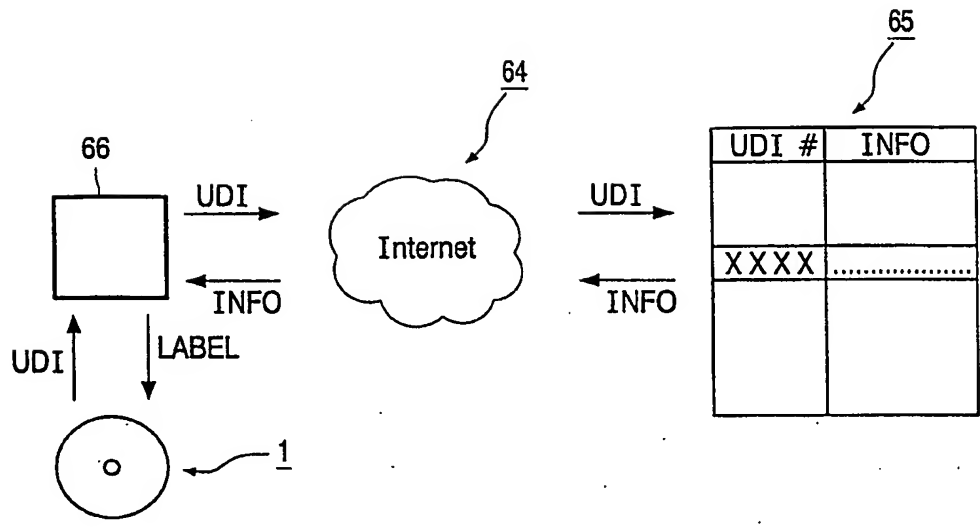 65
64
66
UDI # INFO
UDI UDI
Internet
XXXX ................
INFO INFO
UDI LABEL
1